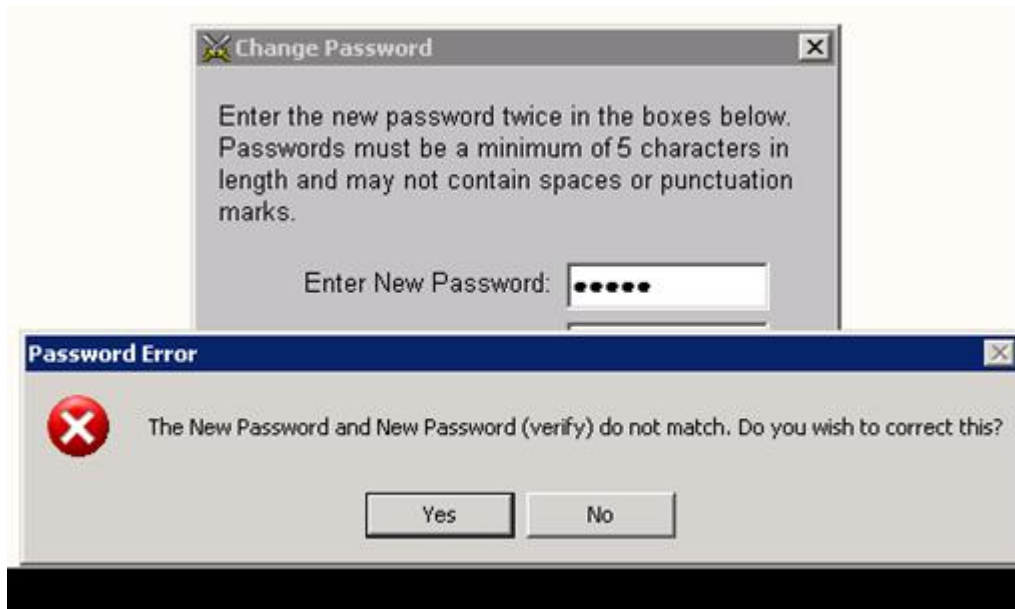 Change Password
Enter the new password twice in the boxes below.
Passwords must be a minimum of 5 characters in
length and may not contain spaces or punctuation
marks.
Enter New Password: •••••
Password Error
The New Password and New Password (verify) do not match. Do you wish to correct this?
Yes
No